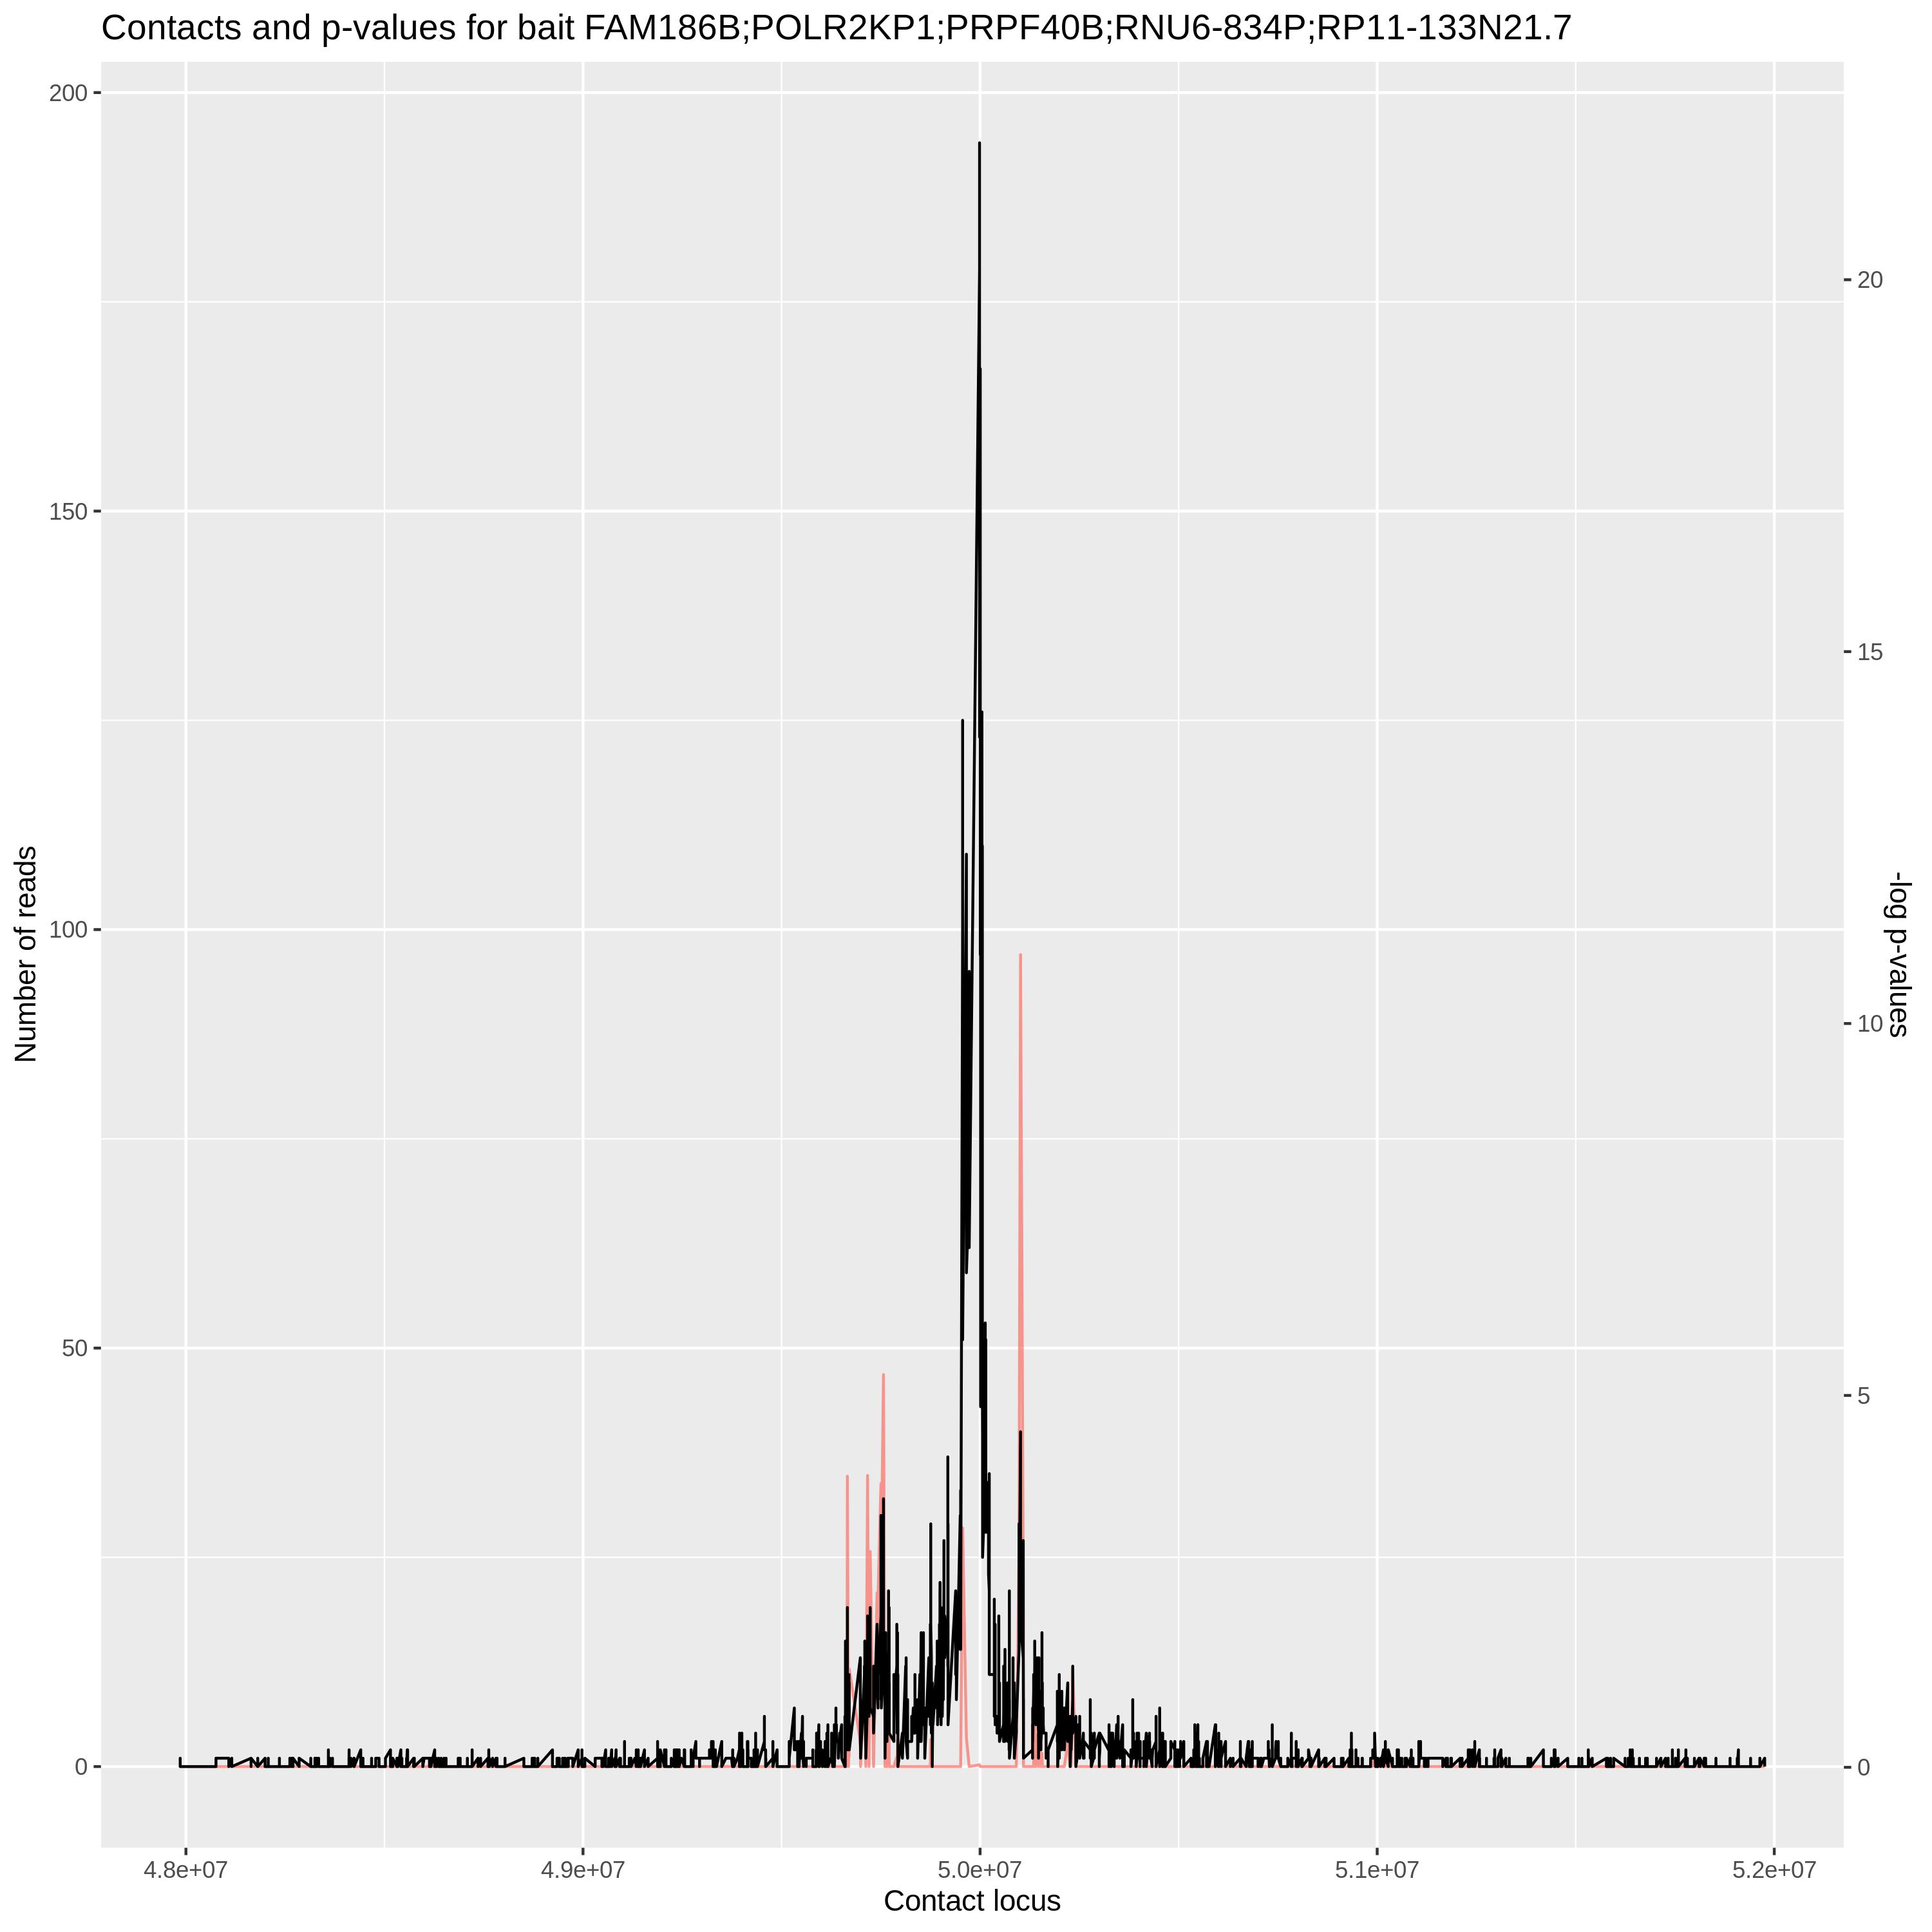 Contacts and p-values for bait FAM186B;POLR2KP1;PRPF40B;RNU6-834P;RP11-133N21.7
200
150
100
50
0
Number of reads
20
15
10
5
0
-log p-values
4.8e+07
4.9e+07
5.0e+07
5.1e+07
5.2e+07
Contact locus